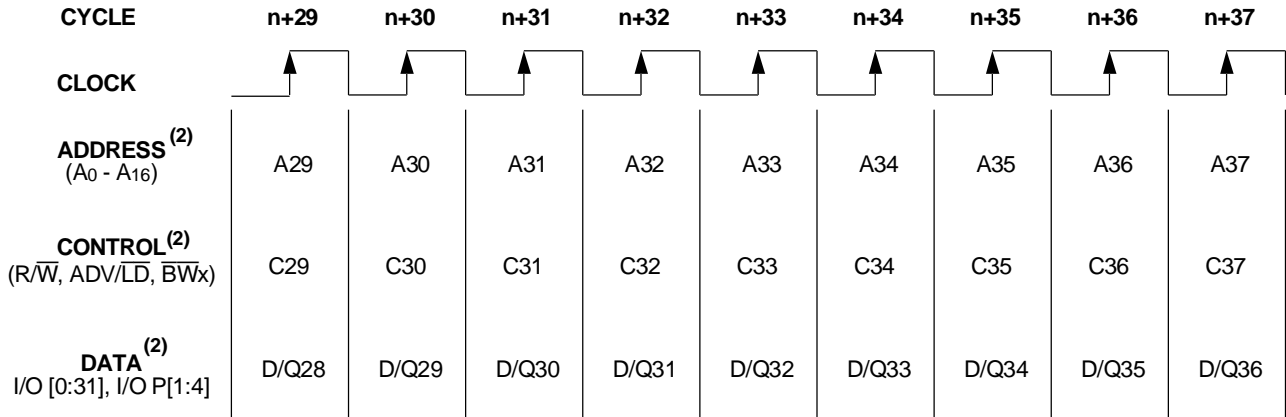 CYCLE n+29 n+30 n+31 n+32 n+33 n+34 n+35 n+36 n+37
CLOCK
ADDRESS(2)
(A0 - A16) A29 A30 A31 A32 A33 A34 A35 A36 A37
CONTROL(2)
(R/W̅, ADV/L̅D̅, B̅W̅x) C29 C30 C31 C32 C33 C34 C35 C36 C37
DATA(2)
I/O [0:31], I/O P[1:4] D/Q28 D/Q29 D/Q30 D/Q31 D/Q32 D/Q33 D/Q34 D/Q35 D/Q36